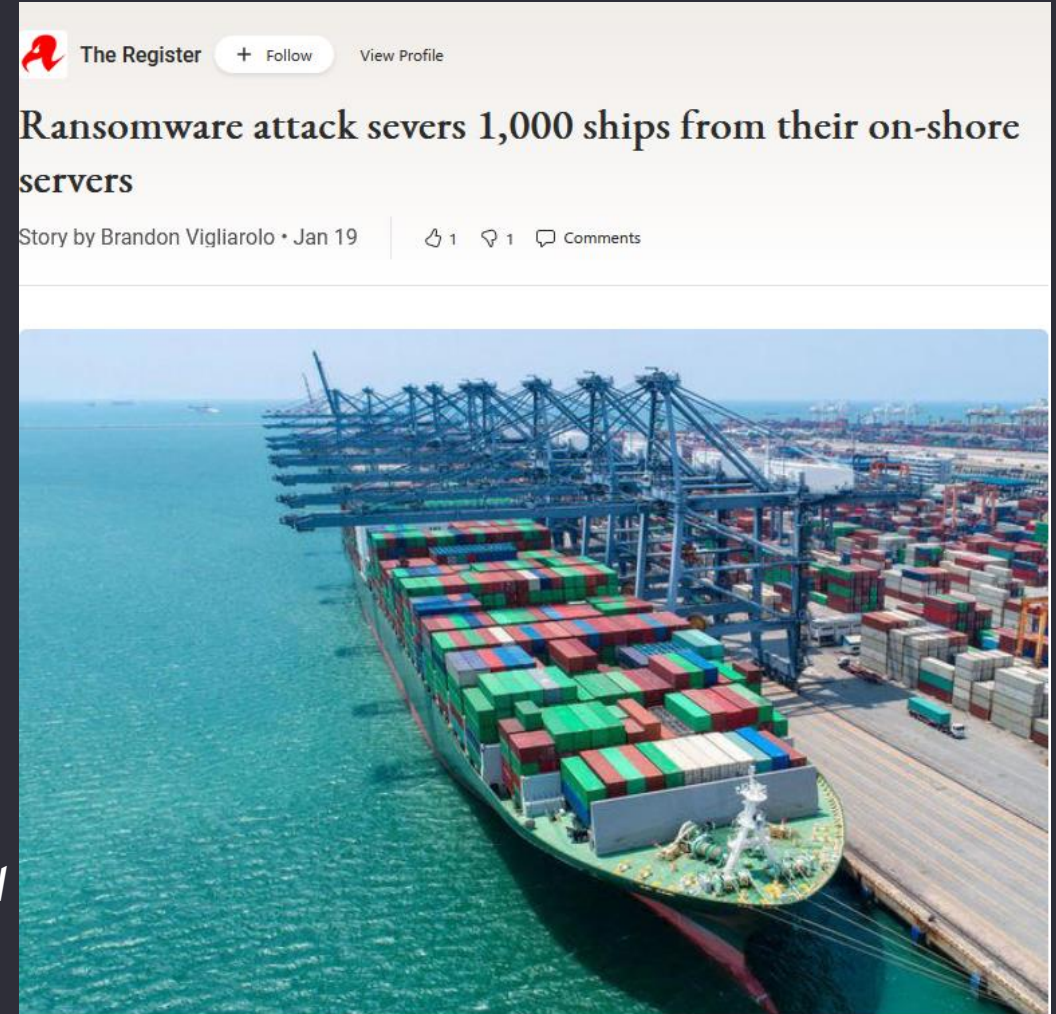 The Register + Follow View Profile
Ransomware attack severs 1,000 ships from their on-shore
servers
Story by Brandon Vigliarolo • Jan 19 1 1 Comments